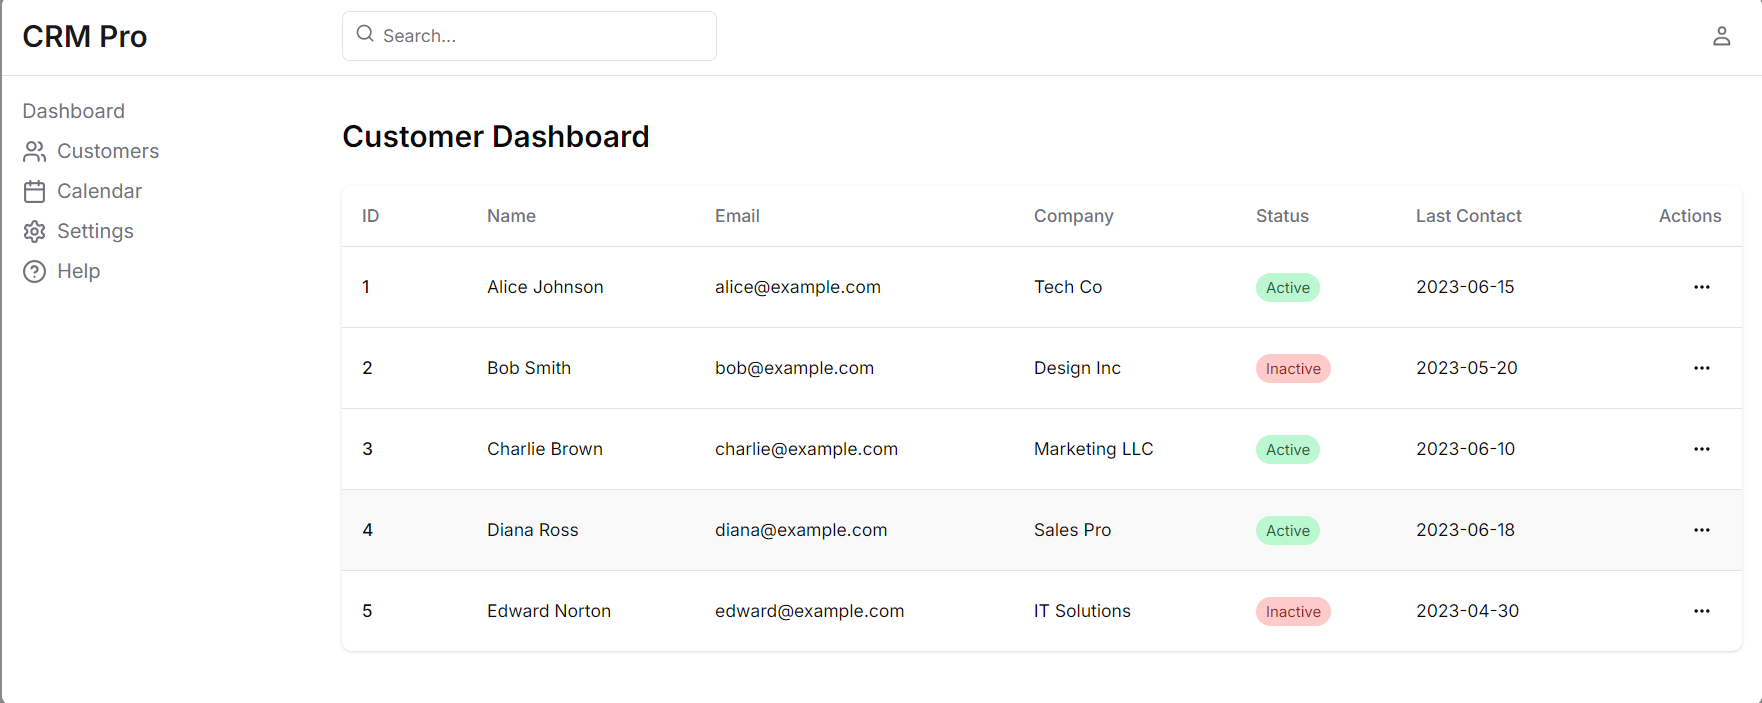 CRM Pro
Search...
Dashboard
Customers
Calendar
Settings
Help
Customer Dashboard
ID Name Email Company Status Last Contact Actions
1 Alice Johnson alice@example.com Tech Co Active 2023-06-15
2 Bob Smith bob@example.com Design Inc Inactive 2023-05-20
3 Charlie Brown charlie@example.com Marketing LLC Active 2023-06-10
4 Diana Ross diana@example.com Sales Pro Active 2023-06-18
5 Edward Norton edward@example.com IT Solutions Inactive 2023-04-30